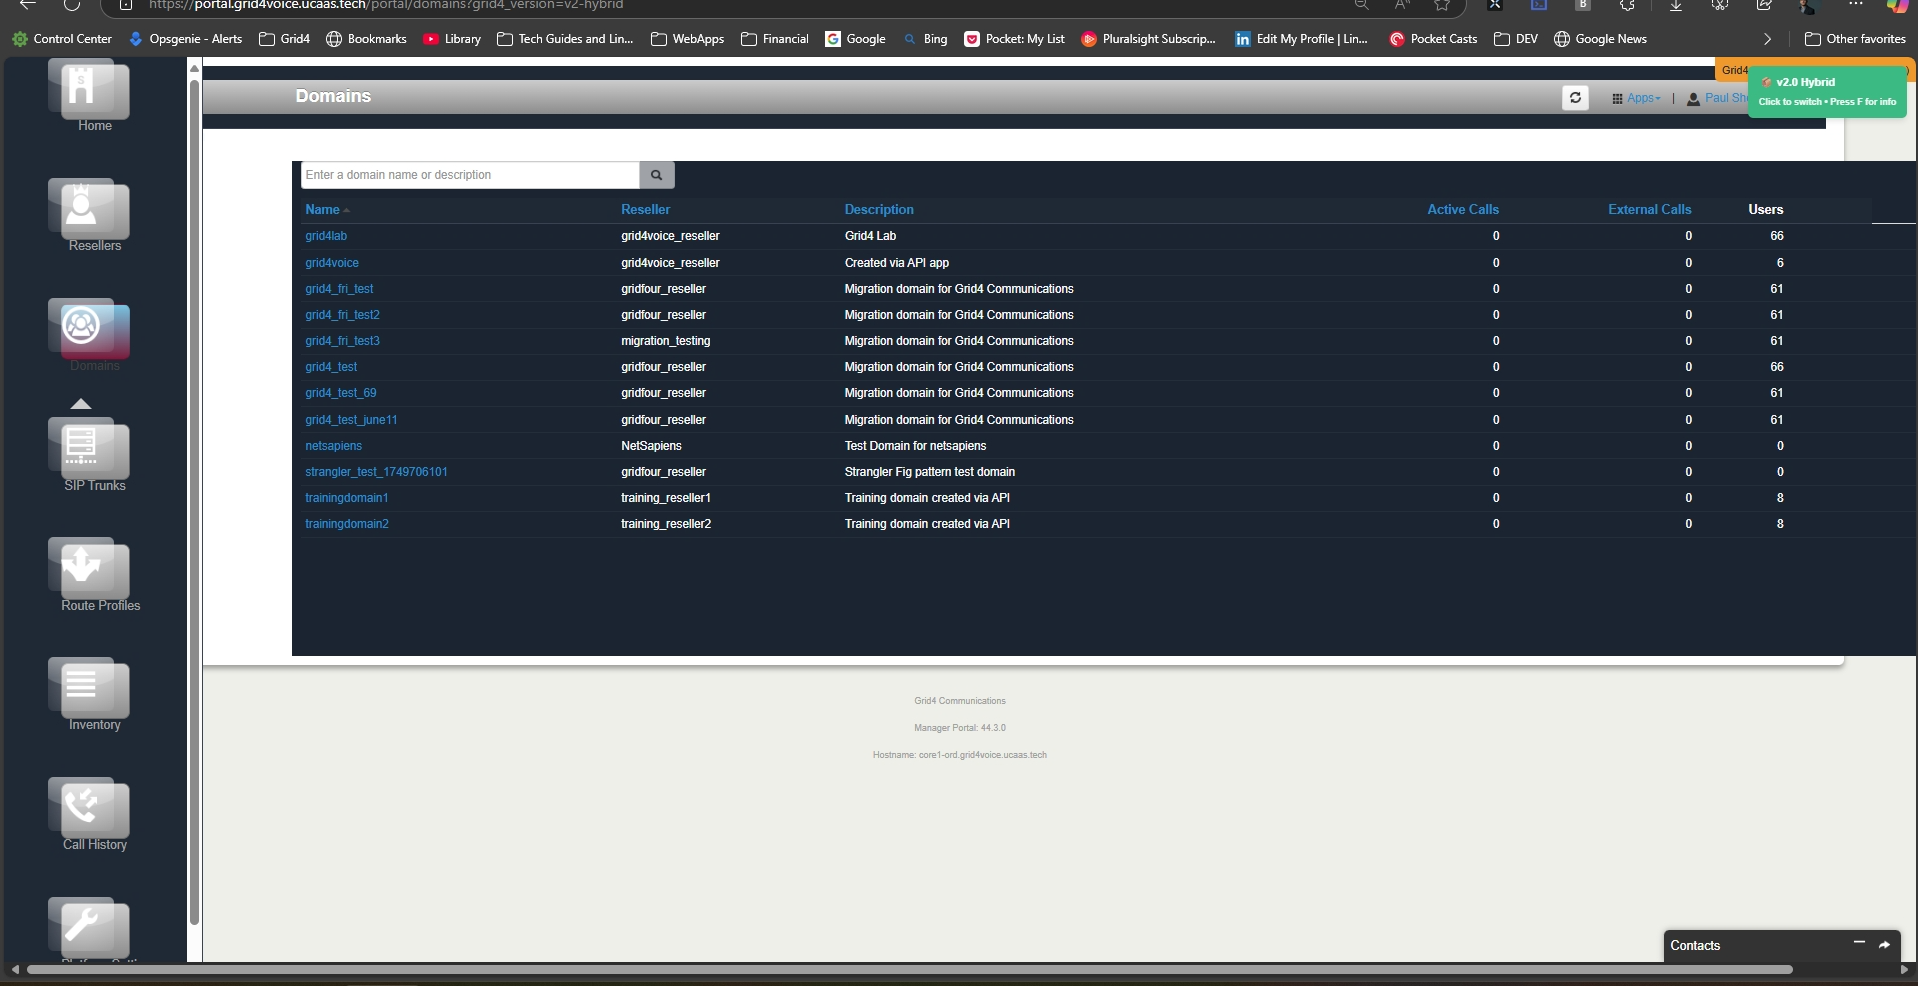 https://portal.grid4voice.ucaas.tech/portal/domains?grid4_version=v2-hybrid
Control Center
Opsgenie - Alerts
Grid4
Bookmarks
Library
Tech Guides and Lin...
WebApps
Financial
Google
Bing
Pocket: My List
Pluralsight Subscrip...
Edit My Profile | Lin...
Pocket Casts
DEV
Google News
Other favorites
Home
Resellers
Domains
SIP Trunks
Route Profiles
Inventory
Call History
Domains
Apps
|
Paul Sh
Grid4
v2.0 Hybrid
Click to switch • Press F for info
Enter a domain name or description
Name Reseller Description Active Calls External Calls Users
grid4lab grid4voice_reseller Grid4 Lab 0 0 66
grid4voice grid4voice_reseller Created via API app 0 0 6
grid4_fri_test gridfour_reseller Migration domain for Grid4 Communications 0 0 61
grid4_fri_test2 gridfour_reseller Migration domain for Grid4 Communications 0 0 61
grid4_fri_test3 migration_testing Migration domain for Grid4 Communications 0 0 61
grid4_test gridfour_reseller Migration domain for Grid4 Communications 0 0 66
grid4_test_69 gridfour_reseller Migration domain for Grid4 Communications 0 0 61
grid4_test_june11 gridfour_reseller Migration domain for Grid4 Communications 0 0 61
netsapiens NetSapiens Test Domain for netsapiens 0 0 0
strangler_test_1749706101 gridfour_reseller Strangler Fig pattern test domain 0 0 0
trainingdomain1 training_reseller1 Training domain created via API 0 0 8
trainingdomain2 training_reseller2 Training domain created via API 0 0 8
Grid4 Communications
Manager Portal: 44.3.0
Hostname: core1-ord.grid4voice.ucaas.tech
Contacts